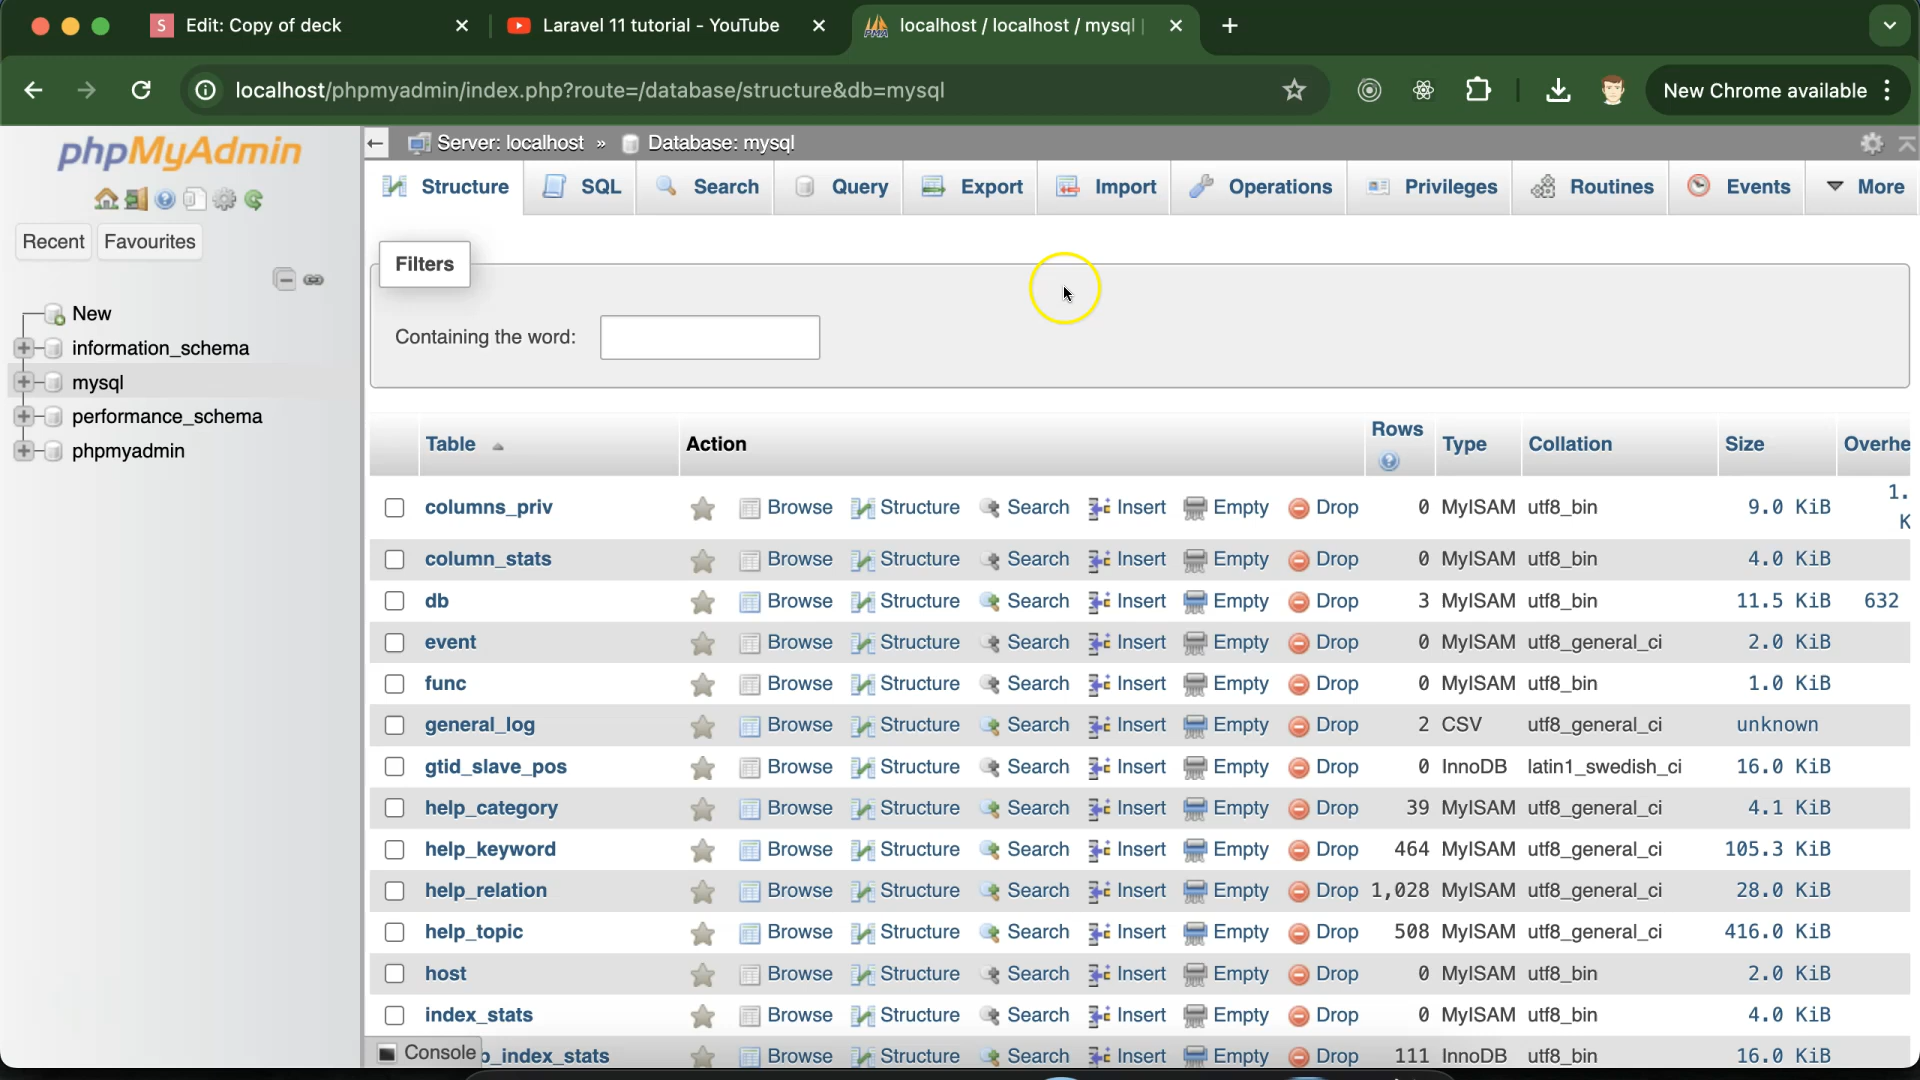 S Edit: Copy of deck
Laravel 11 tutorial - YouTube
localhost / localhost / mysql |
localhost/phpmyadmin/index.php?route=/database/structure&db=mysql
New Chrome available
phpMyAdmin
Server: localhost » Database: mysql
Structure SQL Search Query Export Import Operations Privileges Routines Events More
Recent Favourites
New
information_schema
mysql
performance_schema
phpmyadmin
Filters
Containing the word:
Table Action Rows Type Collation Size Overhe
columns_priv Browse Structure Search Insert Empty Drop 0 MyISAM utf8_bin 9.0 KiB 1.
K
column_stats Browse Structure Search Insert Empty Drop 0 MyISAM utf8_bin 4.0 KiB
db Browse Structure Search Insert Empty Drop 3 MyISAM utf8_bin 11.5 KiB 632
event Browse Structure Search Insert Empty Drop 0 MyISAM utf8_general_ci 2.0 KiB
func Browse Structure Search Insert Empty Drop 0 MyISAM utf8_bin 1.0 KiB
general_log Browse Structure Search Insert Empty Drop 2 CSV utf8_general_ci unknown
gtid_slave_pos Browse Structure Search Insert Empty Drop 0 InnoDB latin1_swedish_ci 16.0 KiB
help_category Browse Structure Search Insert Empty Drop 39 MyISAM utf8_general_ci 4.1 KiB
help_keyword Browse Structure Search Insert Empty Drop 464 MyISAM utf8_general_ci 105.3 KiB
help_relation Browse Structure Search Insert Empty Drop 1,028 MyISAM utf8_general_ci 28.0 KiB
help_topic Browse Structure Search Insert Empty Drop 508 MyISAM utf8_general_ci 416.0 KiB
host Browse Structure Search Insert Empty Drop 0 MyISAM utf8_bin 2.0 KiB
index_stats Browse Structure Search Insert Empty Drop 0 MyISAM utf8_bin 4.0 KiB
Console b_index_stats Browse Structure Search Insert Empty Drop 111 InnoDB utf8_bin 16.0 KiB